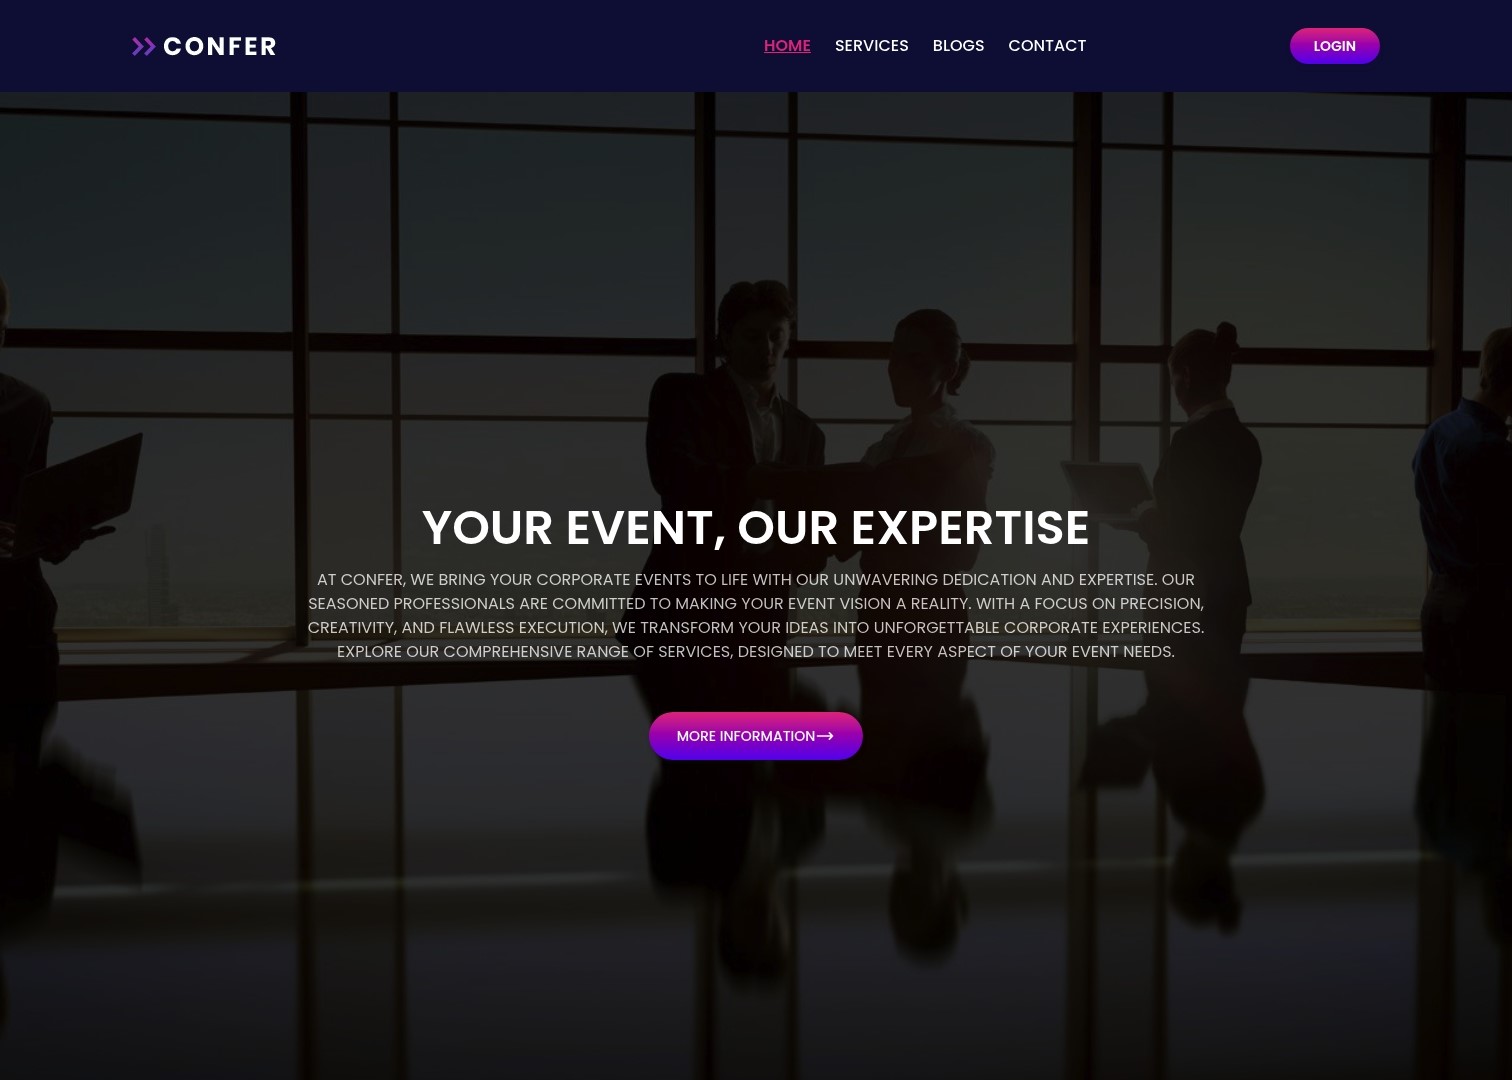 CONFER
HOME SERVICES BLOGS CONTACT
LOGIN
YOUR EVENT, OUR EXPERTISE
AT CONFER, WE BRING YOUR CORPORATE EVENTS TO LIFE WITH OUR UNWAVERING DEDICATION AND EXPERTISE. OUR
SEASONED PROFESSIONALS ARE COMMITTED TO MAKING YOUR EVENT VISION A REALITY. WITH A FOCUS ON PRECISION,
CREATIVITY, AND FLAWLESS EXECUTION, WE TRANSFORM YOUR IDEAS INTO UNFORGETTABLE CORPORATE EXPERIENCES.
EXPLORE OUR COMPREHENSIVE RANGE OF SERVICES, DESIGNED TO MEET EVERY ASPECT OF YOUR EVENT NEEDS.
MORE INFORMATION